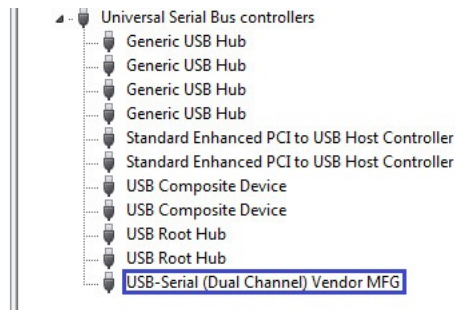 Universal Serial Bus controllers
Generic USB Hub
Generic USB Hub
Generic USB Hub
Generic USB Hub
Standard Enhanced PCI to USB Host Controller
Standard Enhanced PCI to USB Host Controller
USB Composite Device
USB Composite Device
USB Root Hub
USB Root Hub
USB-Serial (Dual Channel) Vendor MFG